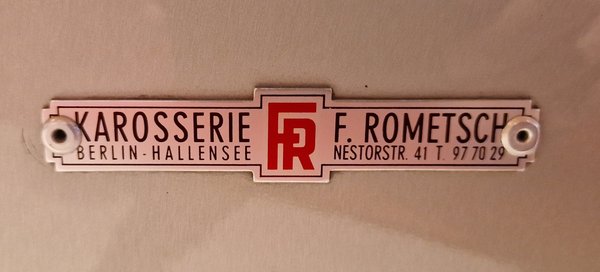 KAROSSERIE FR F. ROMETSCH
BERLIN-HALLENSEE NESTORSTR. 41 T. 97 70 29